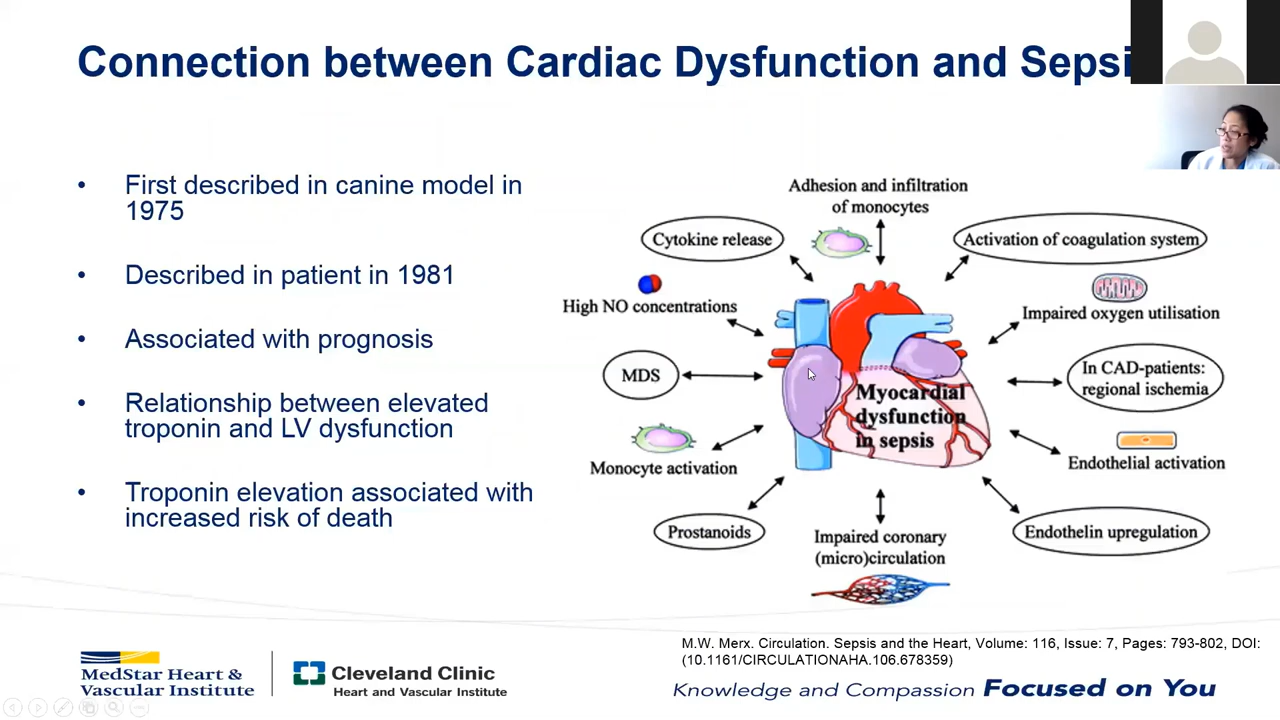 Connection between Cardiac Dysfunction and Sepsi
• First described in canine model in
1975
• Described in patient in 1981
• Associated with prognosis
• Relationship between elevated
troponin and LV dysfunction
• Troponin elevation associated with
increased risk of death
Adhesion and infiltration
of monocytes
Cytokine release
Activation of coagulation system
High NO concentrations
Impaired oxygen utilisation
MDS
In CAD-patients:
regional ischemia
Myocardial
dysfunction
in sepsis
Monocyte activation
Endothelial activation
Prostanoids
Impaired coronary
(micro)circulation
Endothelin upregulation
M.W. Merx. Circulation. Sepsis and the Heart, Volume: 116, Issue: 7, Pages: 793-802, DOI:
(10.1161/CIRCULATIONAHA.106.678359)
MedStar Heart &
Vascular Institute
Cleveland Clinic
Heart and Vascular Institute
Knowledge and Compassion Focused on You